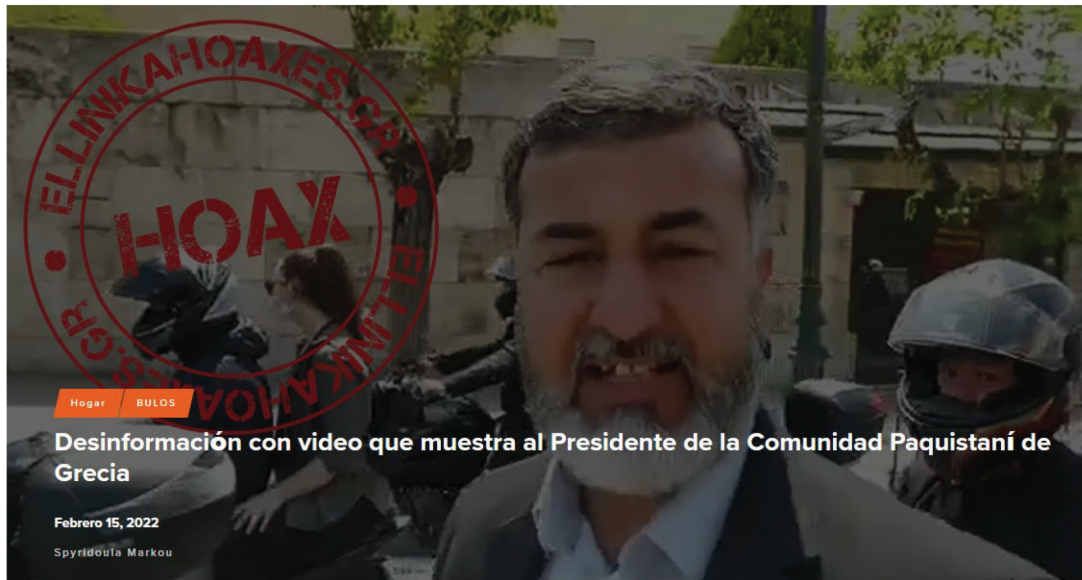 ELLINIKAHOAXES.GR
HOAX
ELLINIKAHOAXES.GR
Hogar
BULOS
Desinformación con video que muestra al Presidente de la Comunidad Paquistaní de
Grecia
Febrero 15, 2022
Spyridoula Markou